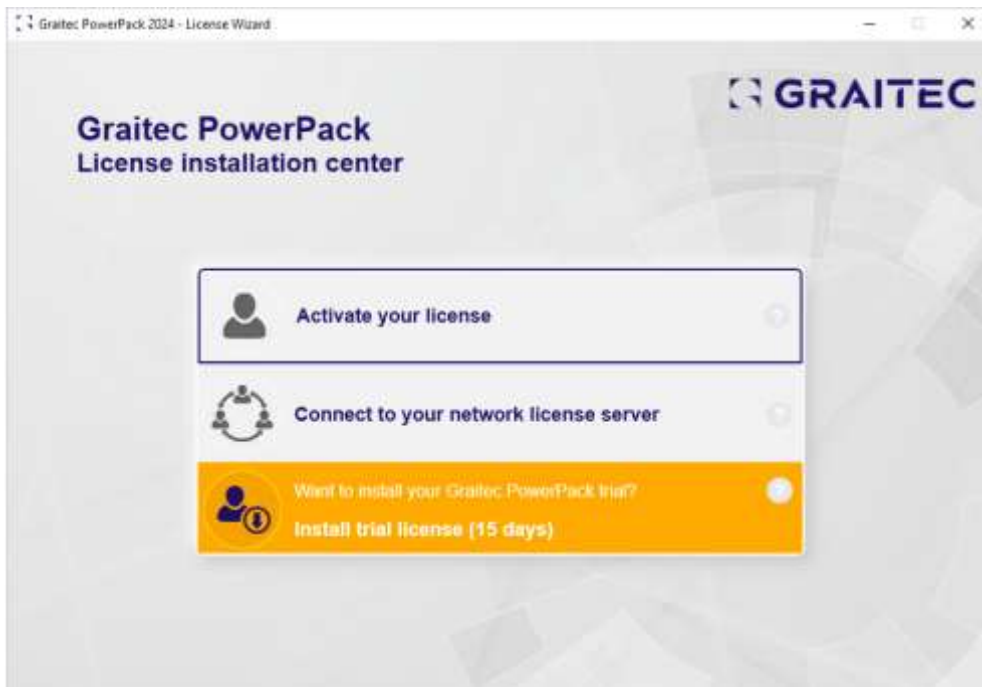 Graitec PowerPack 2024 - License Wizard
GRAITEC
Graitec PowerPack
License installation center
Activate your license
?
Connect to your network license server
?
Want to install your Graitec PowerPack trial?
?
Install trial license (15 days)